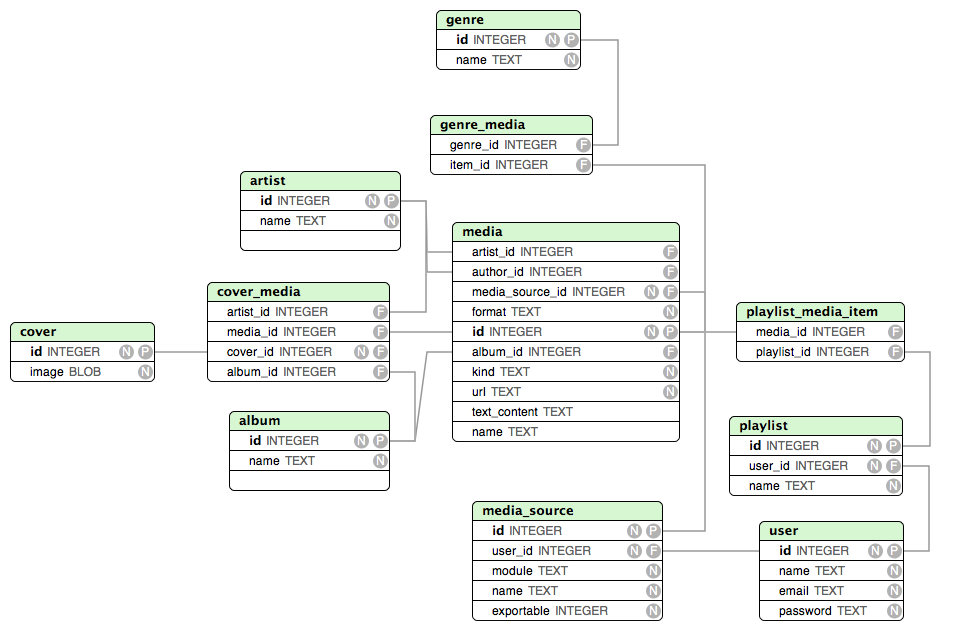 genre
id INTEGER N P
name TEXT N
genre_media
genre_id INTEGER F
item_id INTEGER F
artist
id INTEGER N P
name TEXT N
media
artist_id INTEGER F
author_id INTEGER F
media_source_id INTEGER N F
format TEXT N
id INTEGER N P
album_id INTEGER F
kind TEXT N
url TEXT N
text_content TEXT
name TEXT
cover_media
artist_id INTEGER F
media_id INTEGER F
cover_id INTEGER N F
album_id INTEGER F
cover
id INTEGER N P
image BLOB N
playlist_media_item
media_id INTEGER F
playlist_id INTEGER F
album
id INTEGER N P
name TEXT N
playlist
id INTEGER N P
user_id INTEGER N F
name TEXT N
media_source
id INTEGER N P
user_id INTEGER N F
module TEXT N
name TEXT N
exportable INTEGER N
user
id INTEGER N P
name TEXT N
email TEXT N
password TEXT N